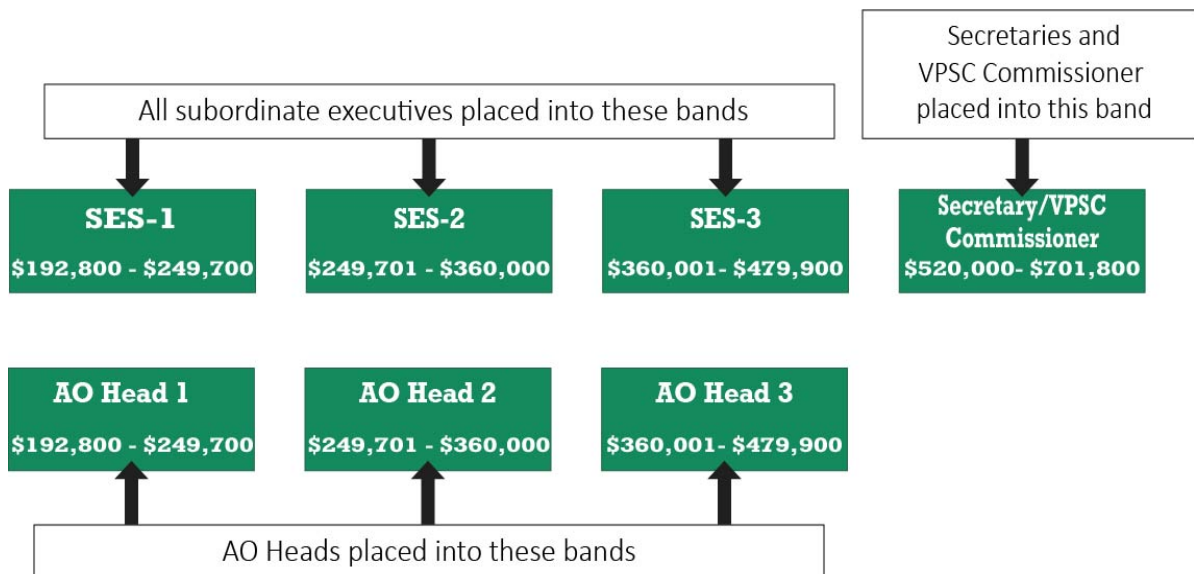 Secretaries and
VPSC Commissioner
placed into this band
All subordinate executives placed into these bands
SES-1
$192,800 - $249,700
SES-2
$249,701 - $360,000
SES-3
$360,001- $479,900
Secretary/VPSC
Commissioner
$520,000- $701,800
AO Head 1
$192,800 - $249,700
AO Head 2
$249,701 - $360,000
AO Head 3
$360,001- $479,900
AO Heads placed into these bands